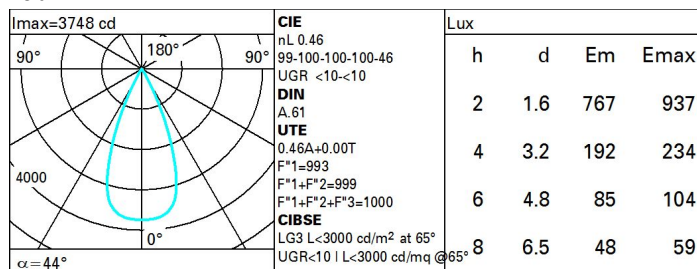 Imax=3748 cd
90°
180°
90°
4000
0°
α=44°
CIE
nL 0.46
99-100-100-100-46
UGR <10-<10
DIN
A.61
UTE
0.46A+0.00T
F"1=993
F"1+F"2=999
F"1+F"2+F"3=1000
CIBSE
LG3 L<3000 cd/m² at 65°
UGR<10 | L<3000 cd/mq @65°
Lux
h d Em Emax
2 1.6 767 937
4 3.2 192 234
6 4.8 85 104
8 6.5 48 59